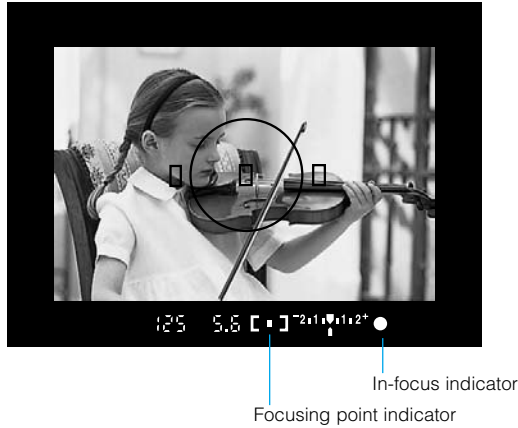 125 5.6 [ ▪ ] -2▪1▪▼▪1▪2+ ●
In-focus indicator
Focusing point indicator